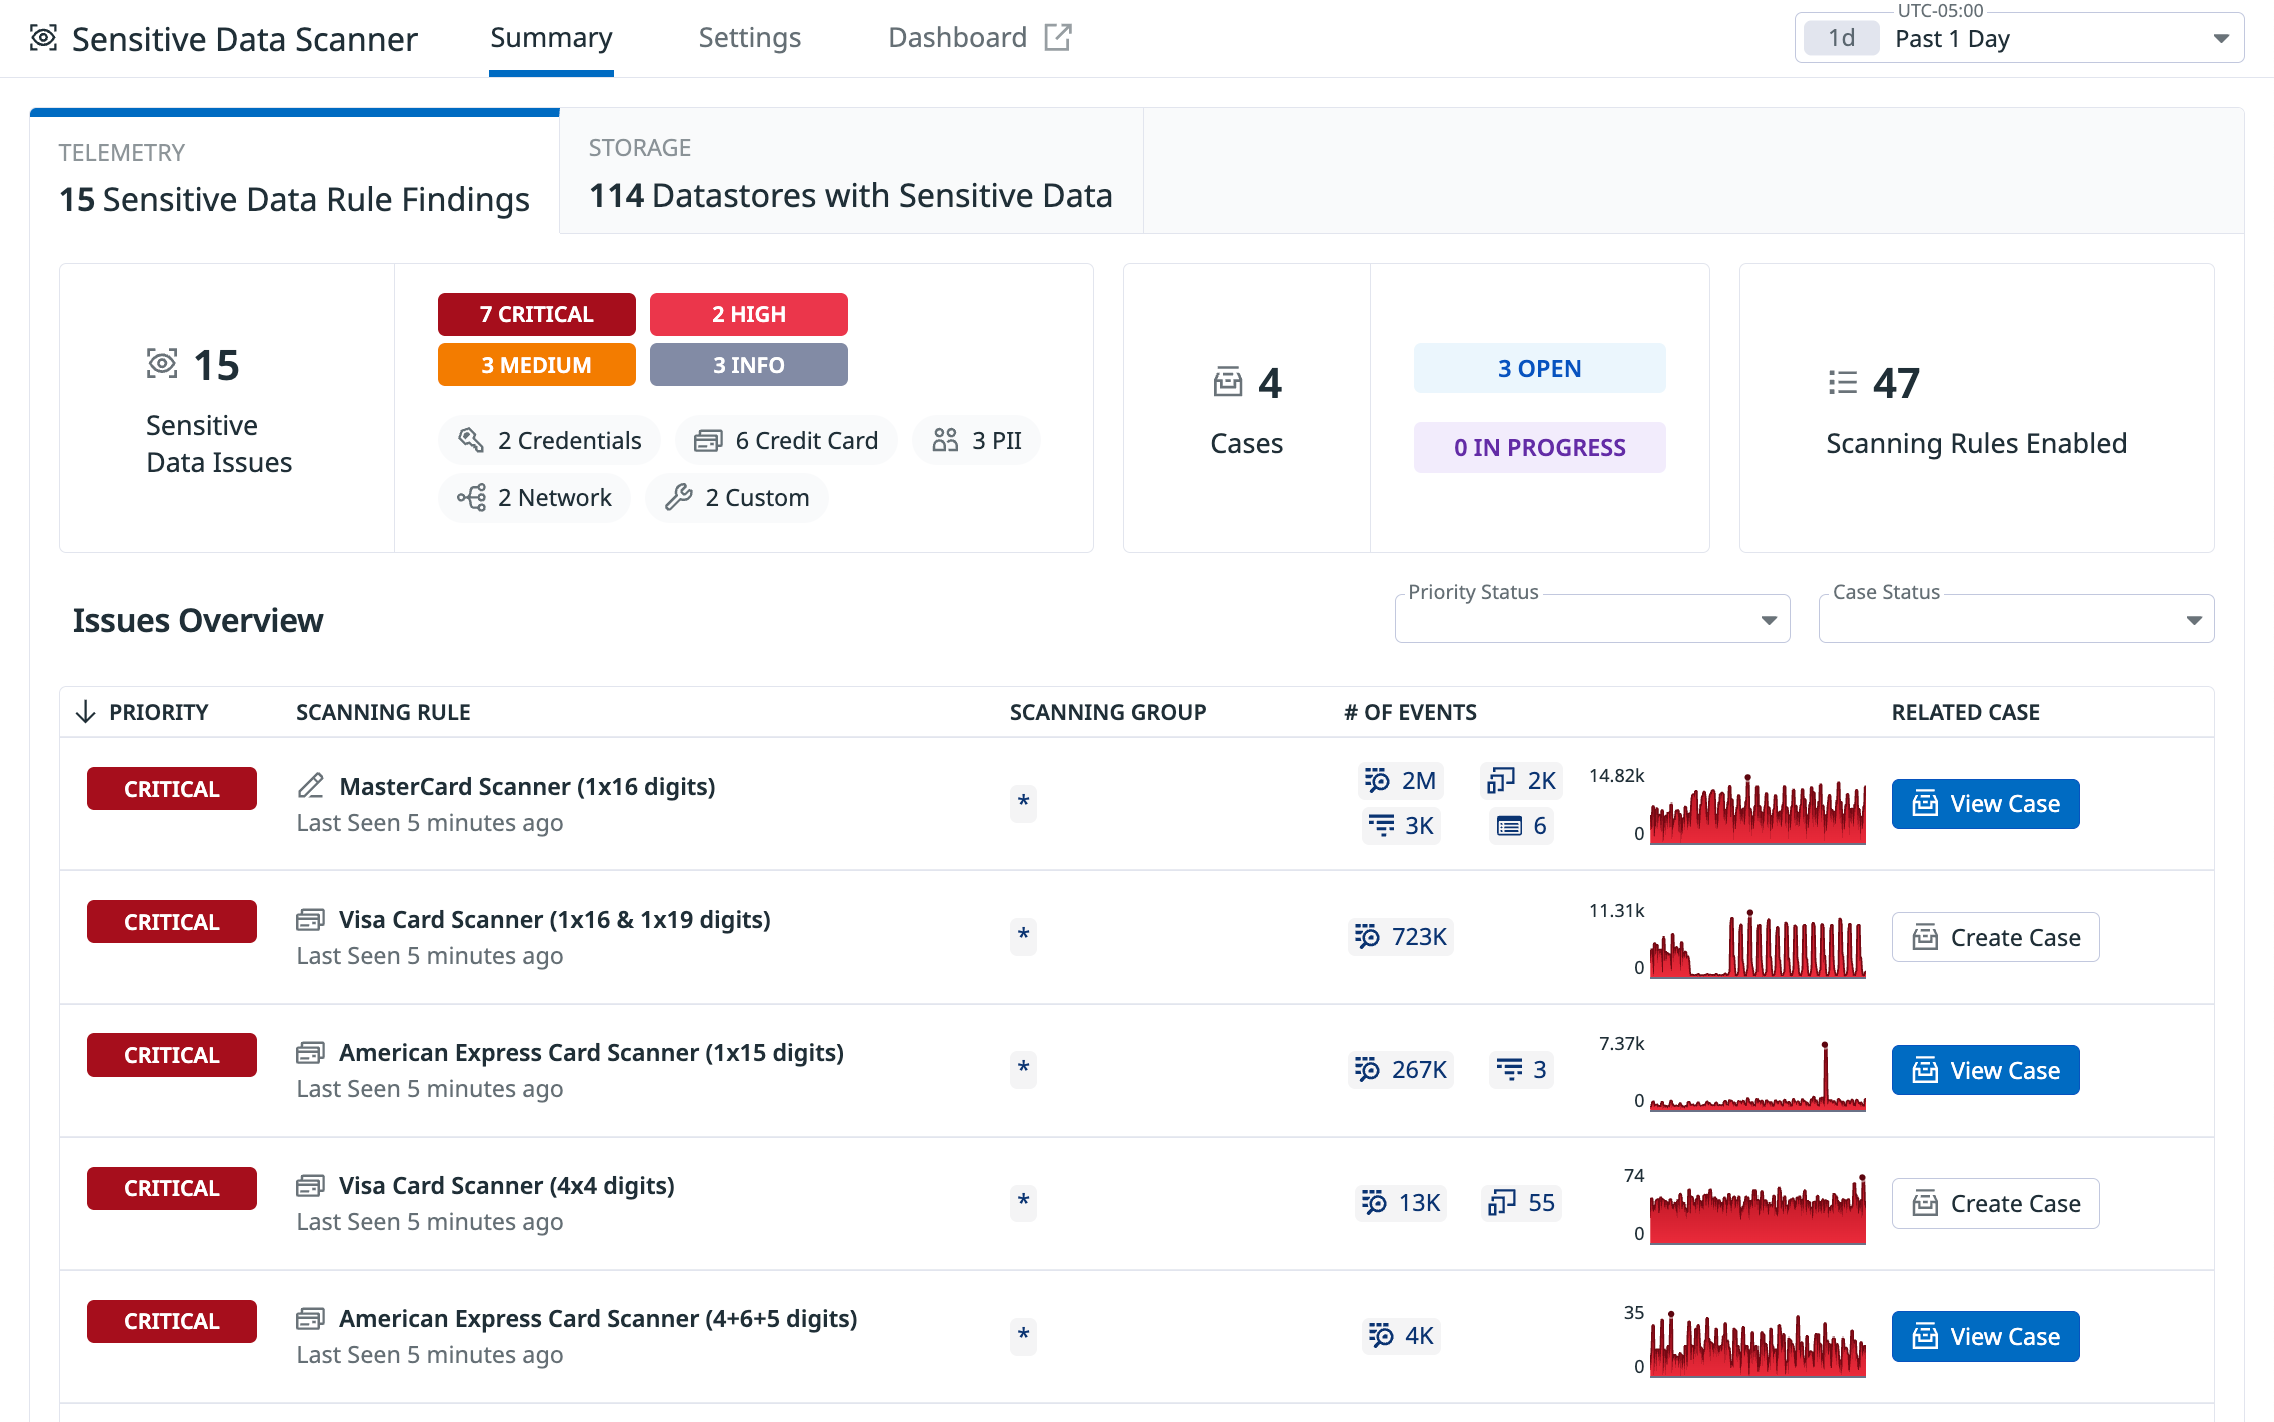 Sensitive Data Scanner
Summary
Settings
Dashboard
UTC-05:00
1d Past 1 Day
TELEMETRY
15 Sensitive Data Rule Findings
STORAGE
114 Datastores with Sensitive Data
15
Sensitive
Data Issues
7 CRITICAL
2 HIGH
3 MEDIUM
3 INFO
2 Credentials
6 Credit Card
3 PII
2 Network
2 Custom
4
Cases
3 OPEN
0 IN PROGRESS
47
Scanning Rules Enabled
Issues Overview
Priority Status
Case Status
PRIORITY
SCANNING RULE
SCANNING GROUP
# OF EVENTS
RELATED CASE
CRITICAL
MasterCard Scanner (1x16 digits)
Last Seen 5 minutes ago
*
2M
2K
3K
6
14.82k
0
View Case
CRITICAL
Visa Card Scanner (1x16 & 1x19 digits)
Last Seen 5 minutes ago
*
723K
11.31k
0
Create Case
CRITICAL
American Express Card Scanner (1x15 digits)
Last Seen 5 minutes ago
*
267K
3
7.37k
0
View Case
CRITICAL
Visa Card Scanner (4x4 digits)
Last Seen 5 minutes ago
*
13K
55
74
0
Create Case
CRITICAL
American Express Card Scanner (4+6+5 digits)
Last Seen 5 minutes ago
*
4K
35
0
View Case